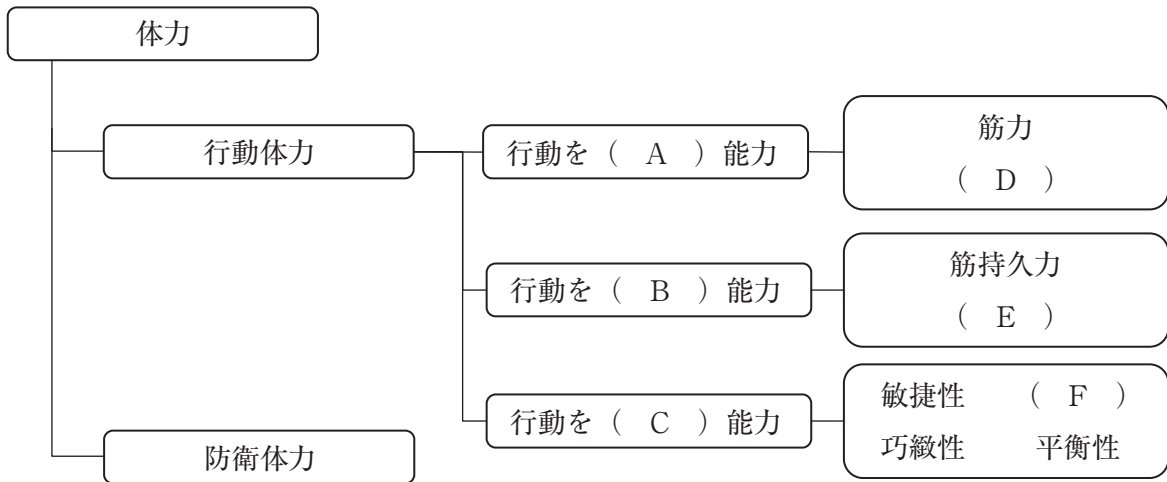 体力
行動体力
行動を（　A　）能力
筋力
（　D　）
行動を（　B　）能力
筋持久力
（　E　）
行動を（　C　）能力
敏捷性　（　F　）
巧緻性　平衡性
防衛体力